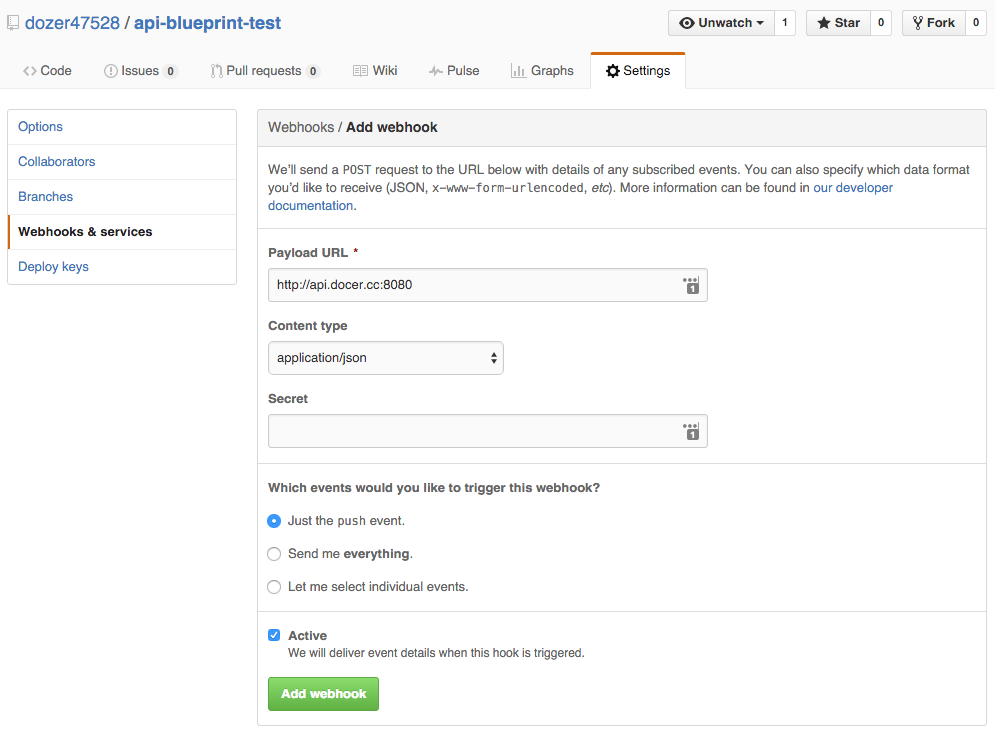 dozer47528 / api-blueprint-test
Unwatch 1 Star 0 Fork 0
Code Issues 0 Pull requests 0 Wiki Pulse Graphs Settings
Options
Collaborators
Branches
Webhooks & services
Deploy keys
Webhooks / Add webhook
We'll send a POST request to the URL below with details of any subscribed events. You can also specify which data format
you'd like to receive (JSON, x-www-form-urlencoded, etc). More information can be found in our developer
documentation.
Payload URL *
http://api.docer.cc:8080
1
Content type
application/json
Secret
1
Which events would you like to trigger this webhook?
Just the push event.
Send me everything.
Let me select individual events.
Active
We will deliver event details when this hook is triggered.
Add webhook